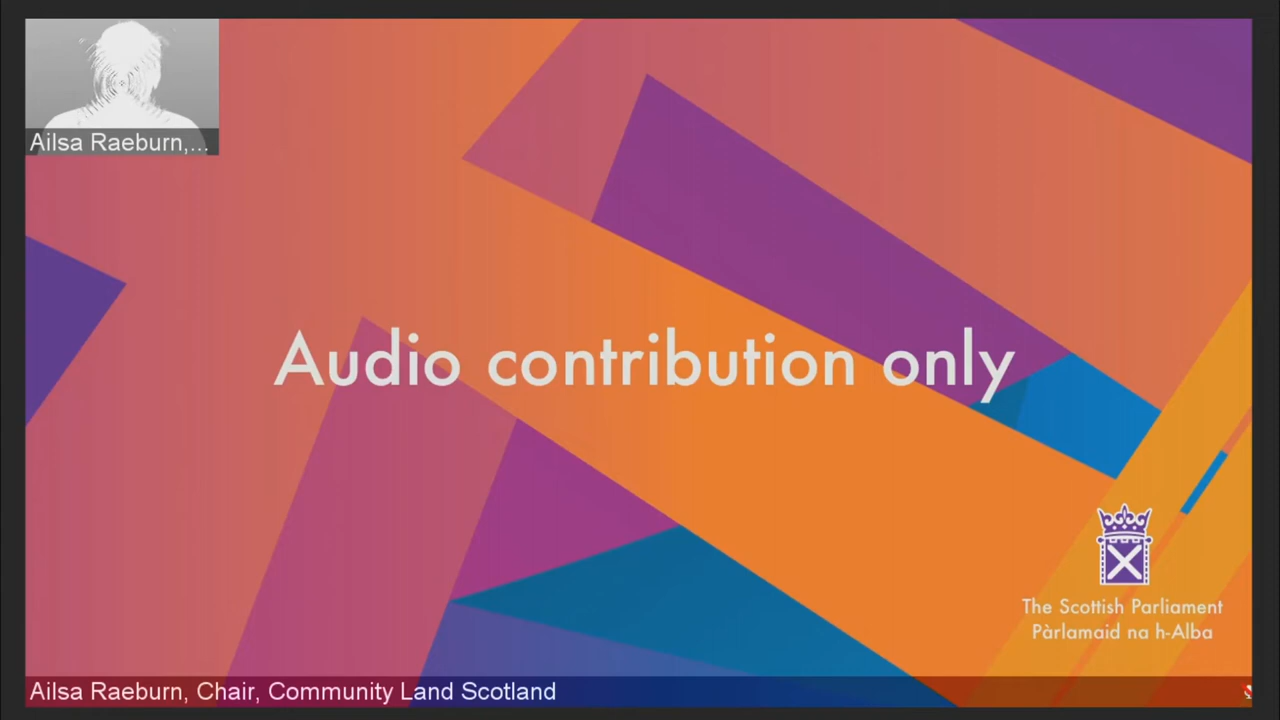 Ailsa Raeburn,...
Audio contribution only
The Scottish Parliament
Pàrlamaid na h-Alba
Ailsa Raeburn, Chair, Community Land Scotland